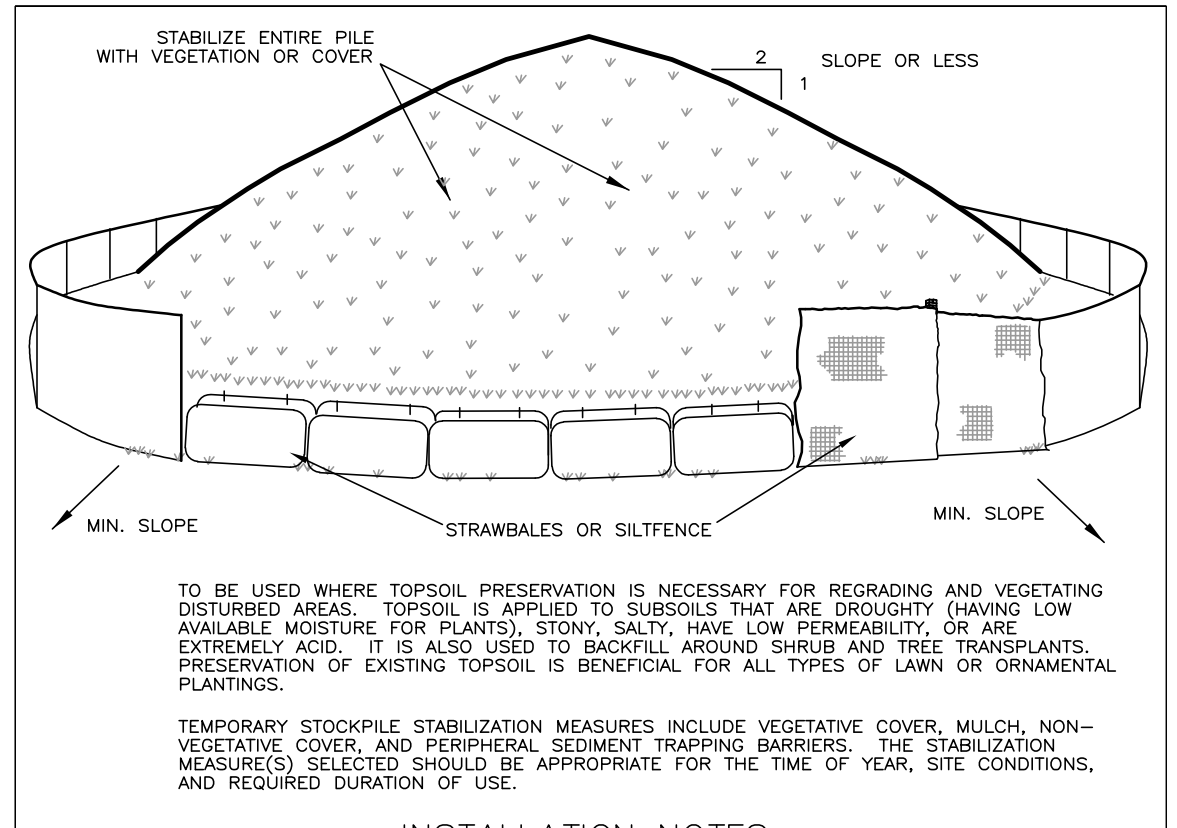 STABILIZE ENTIRE PILE
WITH VEGETATION OR COVER
2
1
SLOPE OR LESS
MIN. SLOPE
STRAWBALES OR SILTFENCE
MIN. SLOPE
TO BE USED WHERE TOPSOIL PRESERVATION IS NECESSARY FOR REGRADING AND VEGETATING
DISTURBED AREAS.  TOPSOIL IS APPLIED TO SUBSOILS THAT ARE DROUGHTY (HAVING LOW
AVAILABLE MOISTURE FOR PLANTS), STONY, SALTY, HAVE LOW PERMEABILITY, OR ARE
EXTREMELY ACID.  IT IS ALSO USED TO BACKFILL AROUND SHRUB AND TREE TRANSPLANTS.
PRESERVATION OF EXISTING TOPSOIL IS BENEFICIAL FOR ALL TYPES OF LAWN OR ORNAMENTAL
PLANTINGS.
TEMPORARY STOCKPILE STABILIZATION MEASURES INCLUDE VEGETATIVE COVER, MULCH, NON-
VEGETATIVE COVER, AND PERIPHERAL SEDIMENT TRAPPING BARRIERS.  THE STABILIZATION
MEASURE(S) SELECTED SHOULD BE APPROPRIATE FOR THE TIME OF YEAR, SITE CONDITIONS,
AND REQUIRED DURATION OF USE.
INSTALLATION NOTES